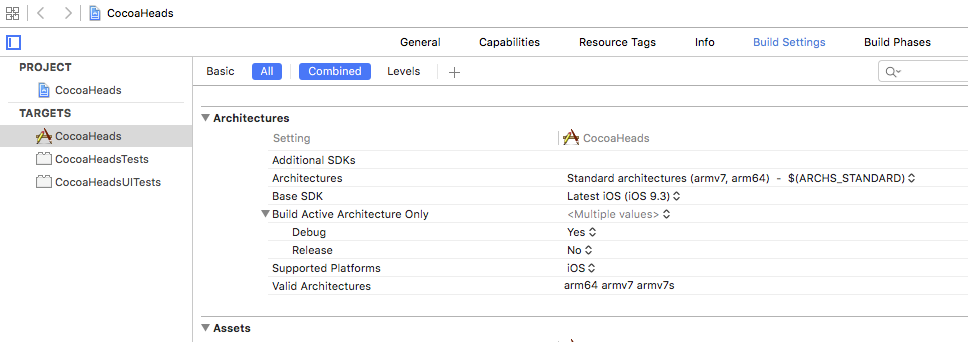 CocoaHeads
General Capabilities Resource Tags Info Build Settings Build Phases
PROJECT
CocoaHeads
TARGETS
CocoaHeads
CocoaHeadsTests
CocoaHeadsUITests
Basic All Combined Levels
Architectures
Setting CocoaHeads
Additional SDKs
Architectures Standard architectures (armv7, arm64) - $(ARCHS_STANDARD)
Base SDK Latest iOS (iOS 9.3)
Build Active Architecture Only <Multiple values>
Debug Yes
Release No
Supported Platforms iOS
Valid Architectures arm64 armv7 armv7s
Assets